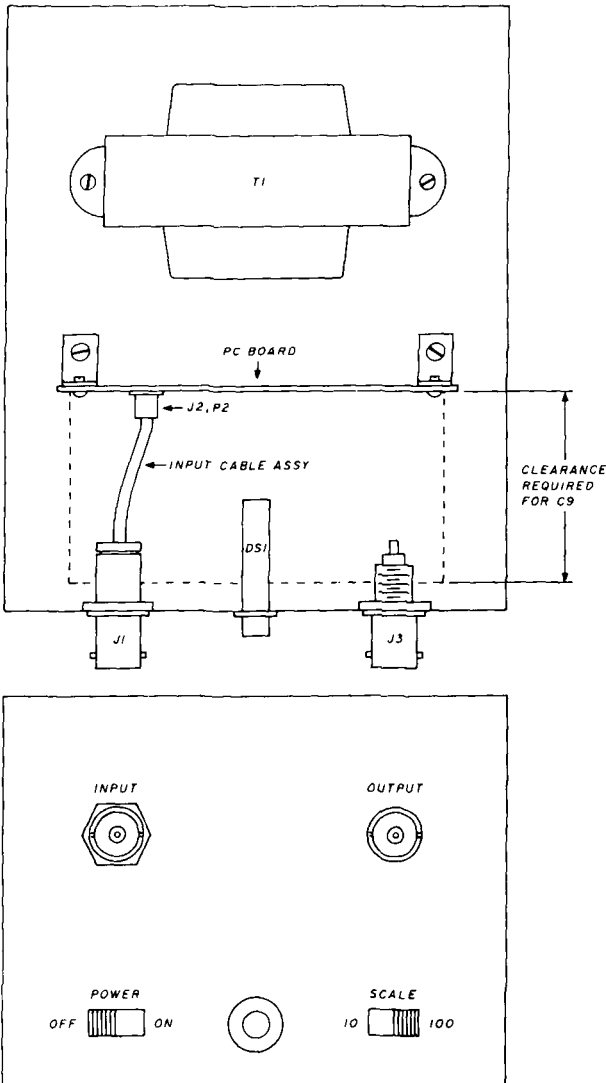 T1
PC BOARD
J2, P2
INPUT CABLE ASSY
CLEARANCE
REQUIRED
FOR C9
DS1
J1
J3
INPUT
OUTPUT
POWER
SCALE
OFF
ON
10
100